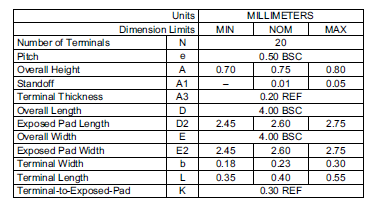 Units MILLIMETERS
Dimension Limits MIN NOM MAX
Number of Terminals N 20
Pitch e 0.50 BSC
Overall Height A 0.70 0.75 0.80
Standoff A1 – 0.01 0.05
Terminal Thickness A3 0.20 REF
Overall Length D 4.00 BSC
Exposed Pad Length D2 2.45 2.60 2.75
Overall Width E 4.00 BSC
Exposed Pad Width E2 2.45 2.60 2.75
Terminal Width b 0.18 0.23 0.30
Terminal Length L 0.35 0.40 0.55
Terminal-to-Exposed-Pad K 0.30 REF